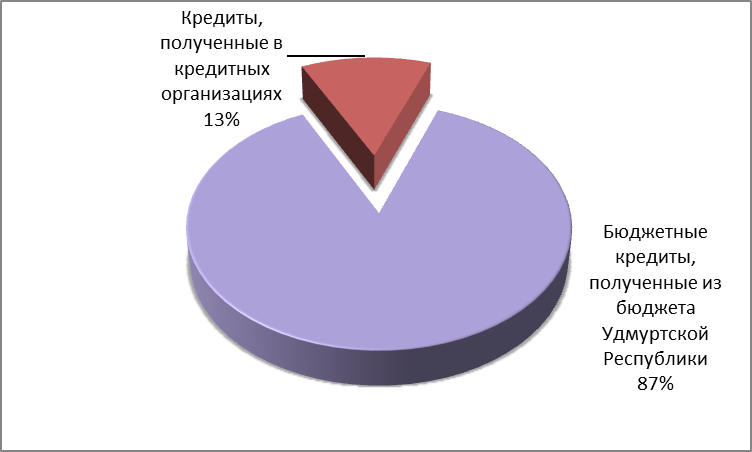 Кредиты,
полученные в
кредитных
организациях
13%
Бюджетные
кредиты,
полученные из
бюджета
Удмуртской
Республики
87%